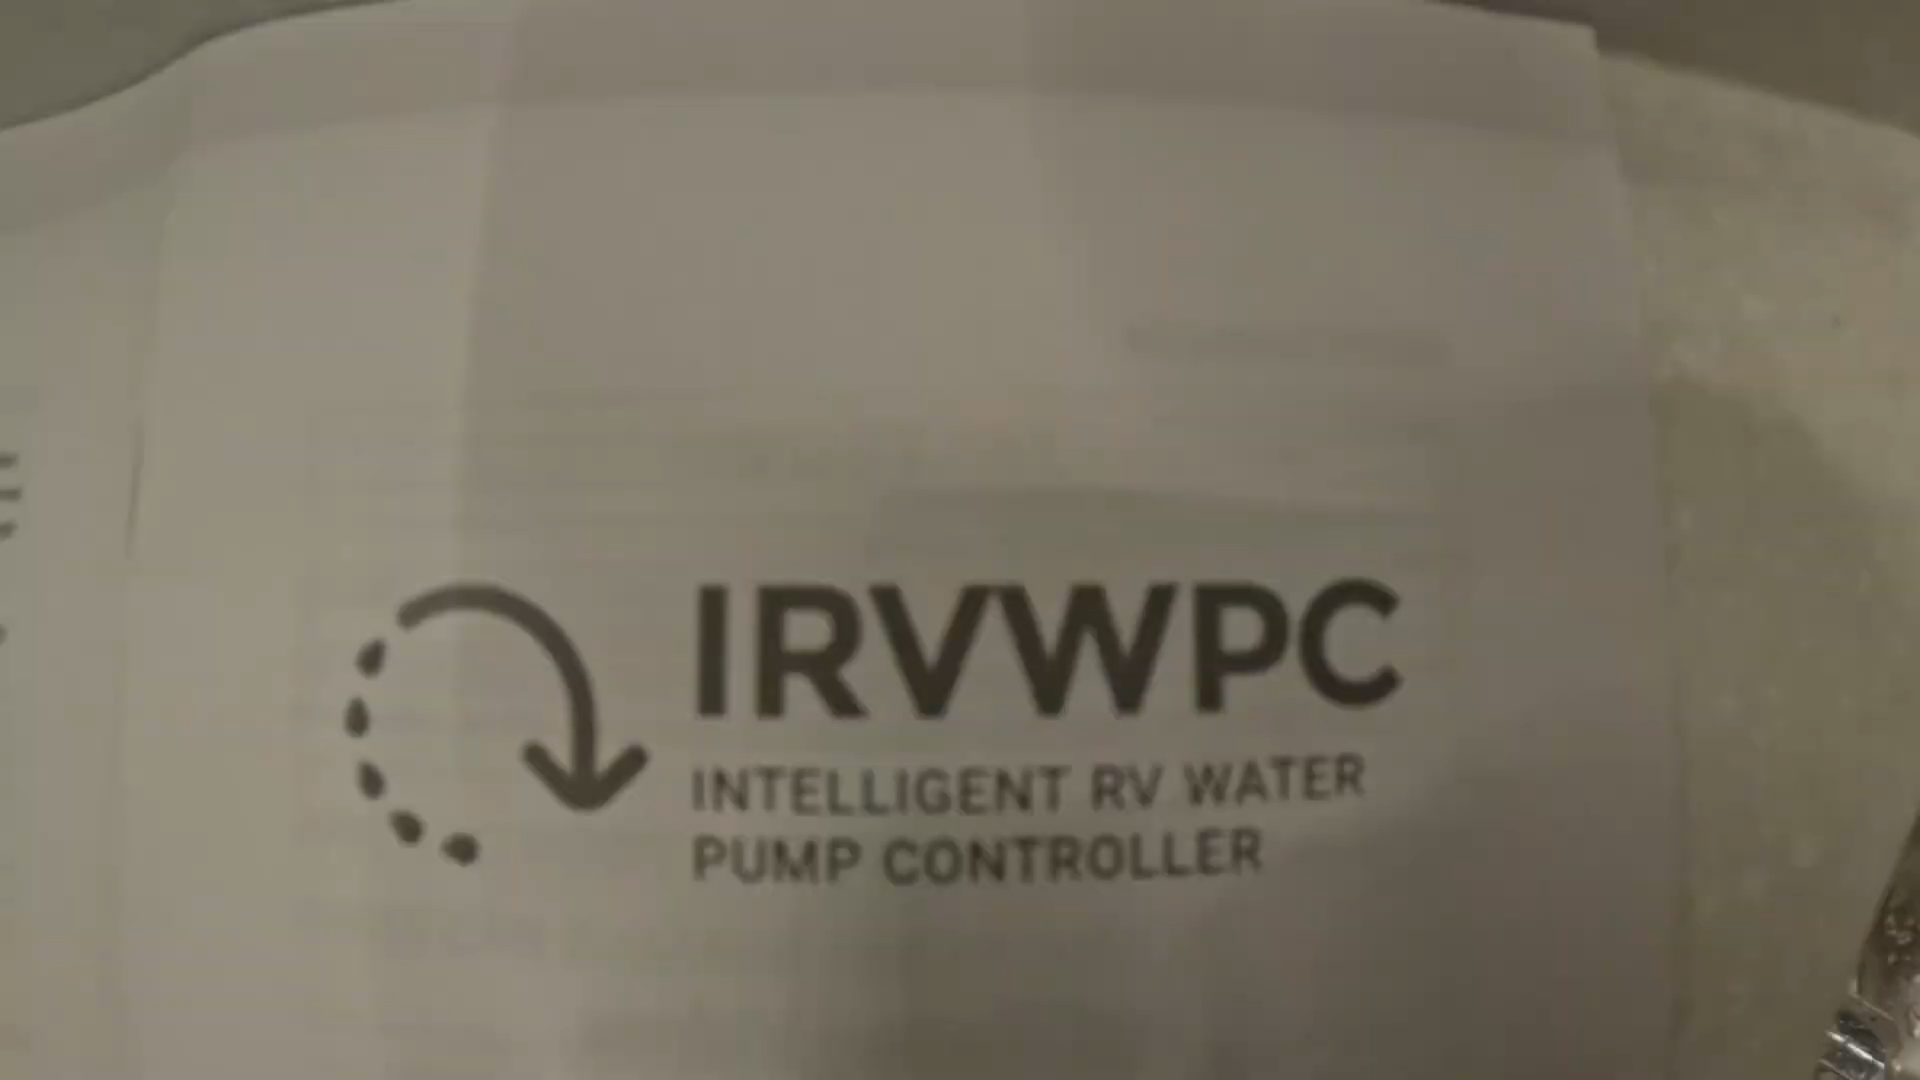 IRVWPC
INTELLIGENT RV WATER
PUMP CONTROLLER